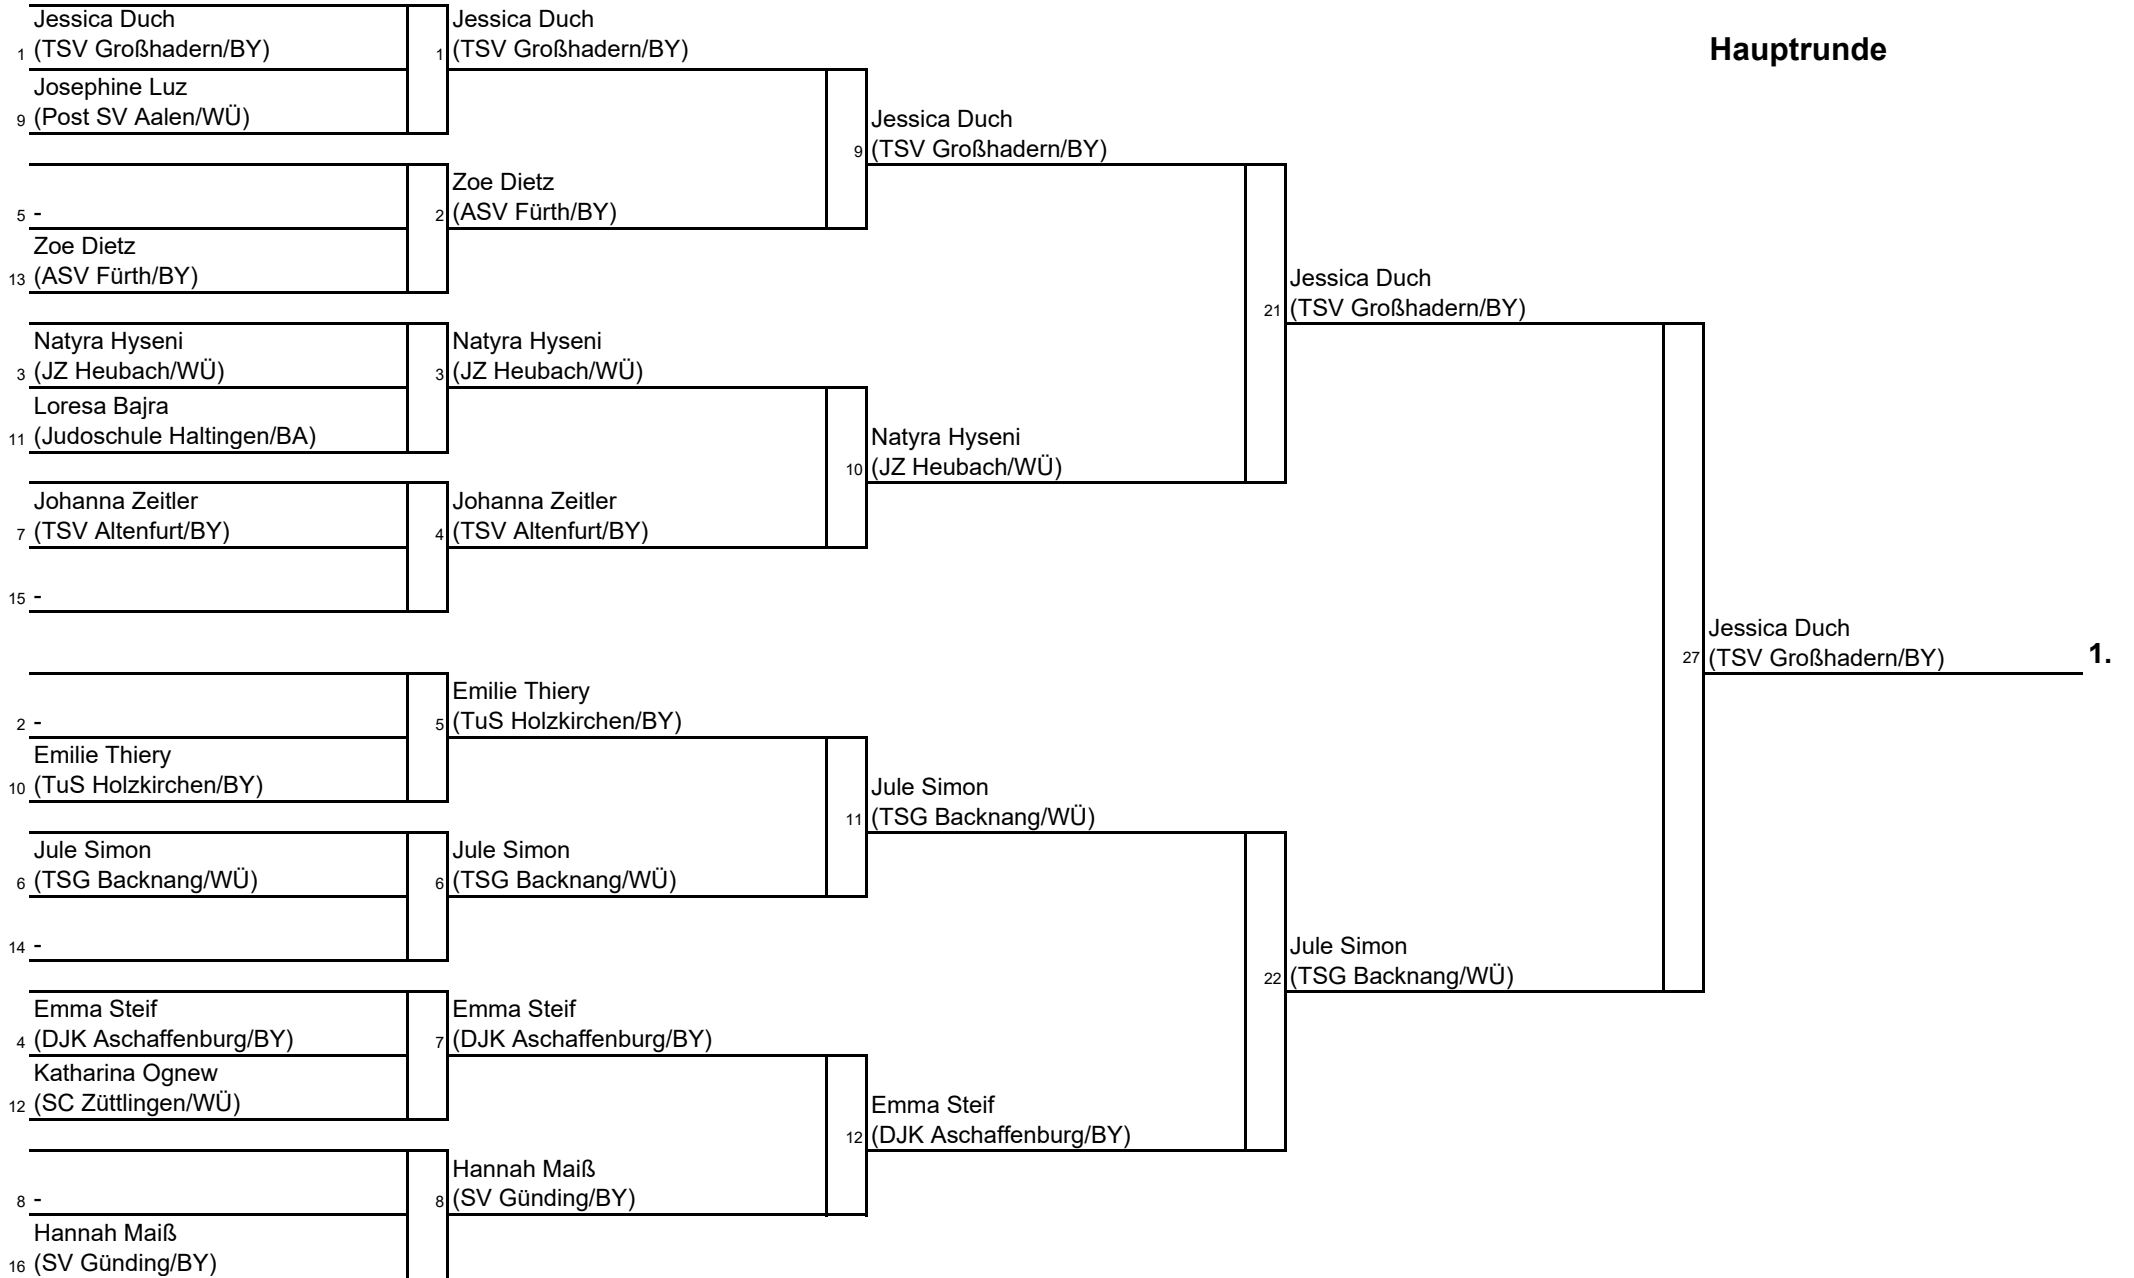 Hauptrunde
Jessica Duch
1 (TSV Großhadern/BY)
Josephine Luz
9 (Post SV Aalen/WÜ)
5 -
Zoe Dietz
13 (ASV Fürth/BY)
Natyra Hyseni
3 (JZ Heubach/WÜ)
Loresa Bajra
11 (Judoschule Haltingen/BA)
Johanna Zeitler
7 (TSV Altenfurt/BY)
15 -
2 -
Emilie Thiery
10 (TuS Holzkirchen/BY)
Jule Simon
6 (TSG Backnang/WÜ)
14 -
Emma Steif
4 (DJK Aschaffenburg/BY)
Katharina Ognew
12 (SC Züttlingen/WÜ)
8 -
Hannah Maiß
16 (SV Günding/BY)
Jessica Duch
1 (TSV Großhadern/BY)
Zoe Dietz
2 (ASV Fürth/BY)
Natyra Hyseni
3 (JZ Heubach/WÜ)
Johanna Zeitler
4 (TSV Altenfurt/BY)
Emilie Thiery
5 (TuS Holzkirchen/BY)
Jule Simon
6 (TSG Backnang/WÜ)
Emma Steif
7 (DJK Aschaffenburg/BY)
Hannah Maiß
8 (SV Günding/BY)
Jessica Duch
9 (TSV Großhadern/BY)
Natyra Hyseni
10 (JZ Heubach/WÜ)
Jule Simon
11 (TSG Backnang/WÜ)
Emma Steif
12 (DJK Aschaffenburg/BY)
Jessica Duch
21 (TSV Großhadern/BY)
Jule Simon
22 (TSG Backnang/WÜ)
Jessica Duch
27 (TSV Großhadern/BY) 1.